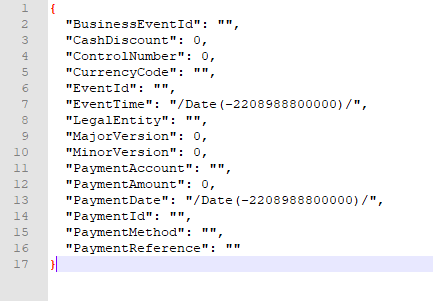 1 {
2 "BusinessEventId": "",
3 "CashDiscount": 0,
4 "ControlNumber": 0,
5 "CurrencyCode": "",
6 "EventId": "",
7 "EventTime": "/Date(-2208988800000)/",
8 "LegalEntity": "",
9 "MajorVersion": 0,
10 "MinorVersion": 0,
11 "PaymentAccount": "",
12 "PaymentAmount": 0,
13 "PaymentDate": "/Date(-2208988800000)/",
14 "PaymentId": "",
15 "PaymentMethod": "",
16 "PaymentReference": ""
17 }